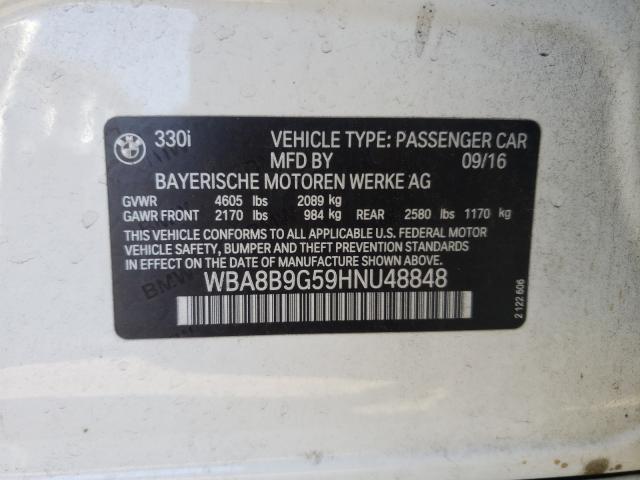 BMW 330i VEHICLE TYPE: PASSENGER CAR
MFD BY 09/16
BAYERISCHE MOTOREN WERKE AG
GVWR 4605 lbs 2089 kg
GAWR FRONT 2170 lbs 984 kg REAR 2580 lbs 1170 kg
THIS VEHICLE CONFORMS TO ALL APPLICABLE U.S. FEDERAL MOTOR
VEHICLE SAFETY, BUMPER AND THEFT PREVENTION STANDARDS
IN EFFECT ON THE DATE OF MANUFACTURE SHOWN ABOVE.
WBA8B9G59HNU48848
2 122 606